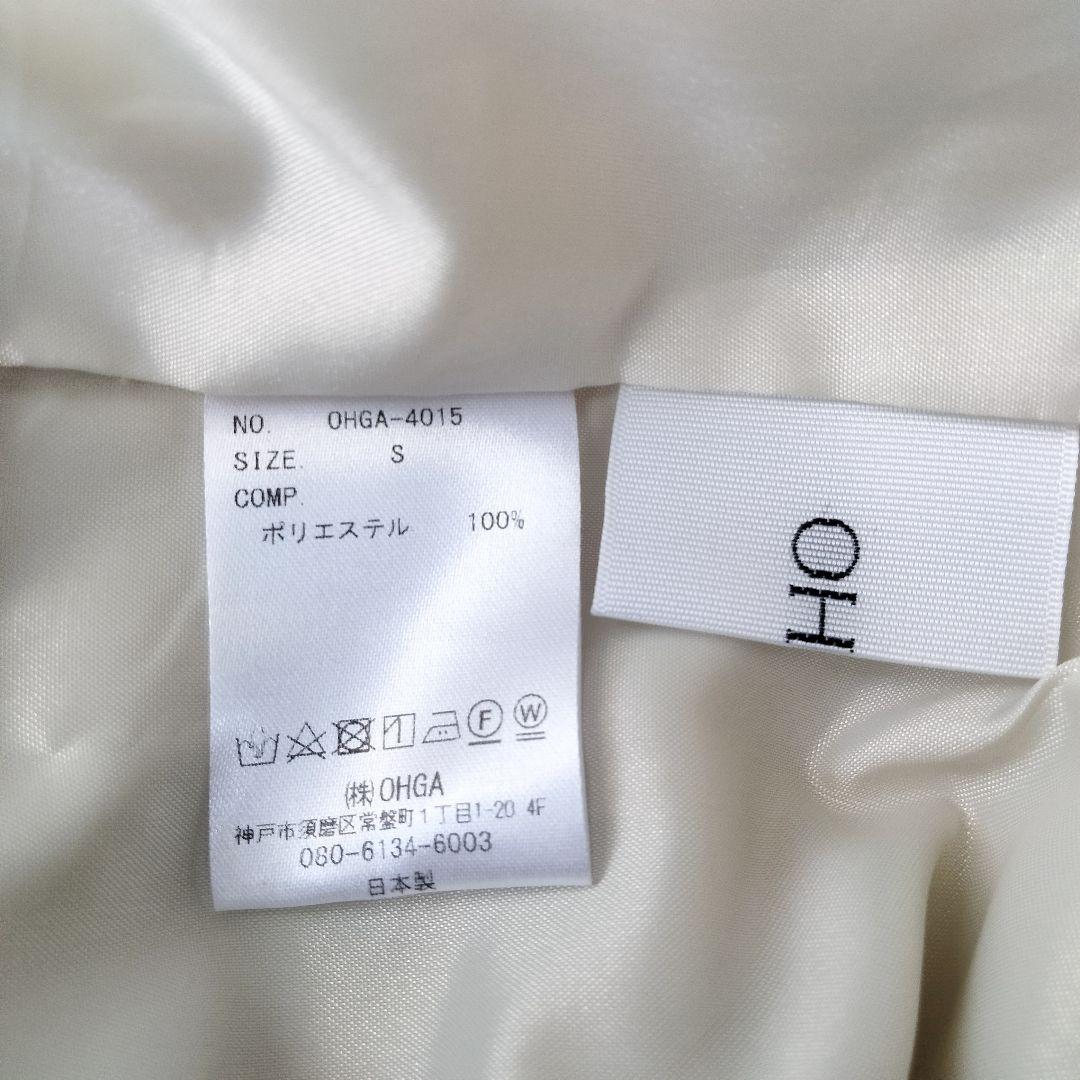 NO. OHGA-4015
SIZE. S
COMP.
ポリエステル 100%
F W
(株)OHGA
神戸市須磨区常盤町1丁目1-20 4F
080-6134-6003
日本製
OH